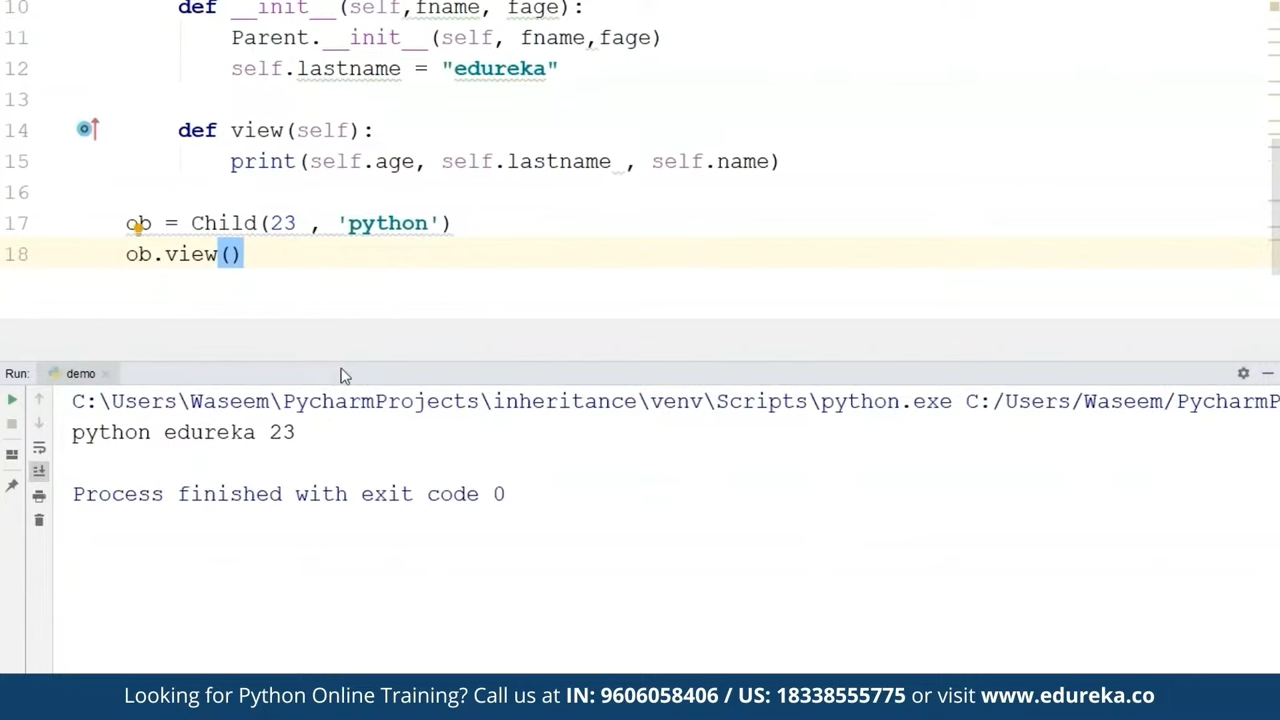 10 def __init__(self,fname, fage):
11 Parent.__init__(self, fname,fage)
12 self.lastname = "edureka"
13
14 def view(self):
15 print(self.age, self.lastname , self.name)
16
17 ob = Child(23 , 'python')
18 ob.view()
Run: demo
C:\Users\Waseem\PycharmProjects\inheritance\venv\Scripts\python.exe C:/Users/Waseem/PycharmP
python edureka 23
Process finished with exit code 0
Looking for Python Online Training? Call us at IN: 9606058406 / US: 18338555775 or visit www.edureka.co